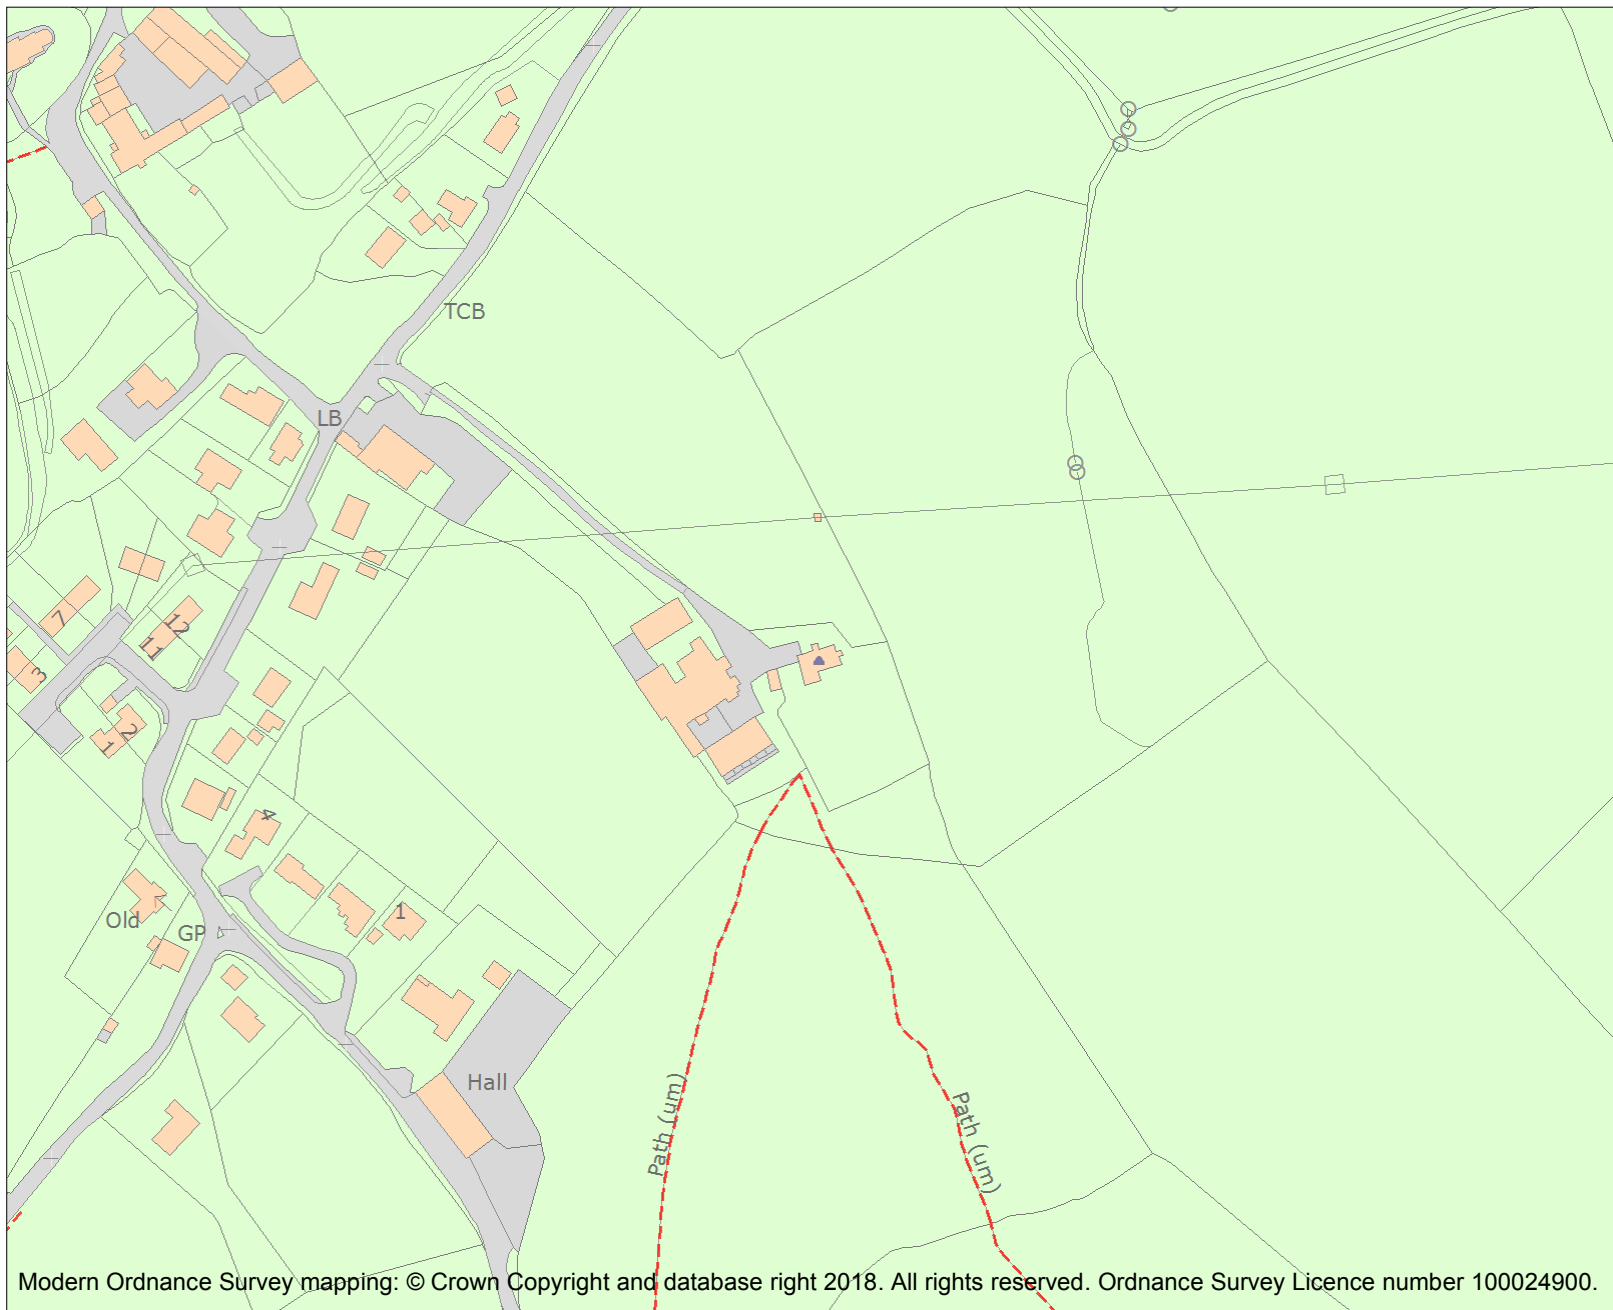 TCB
LB
7
12
11
3
2
1
4
Old
GP
1
Hall
Path (um)
Path (um)
Modern Ordnance Survey mapping: © Crown Copyright and database right 2018. All rights reserved. Ordnance Survey Licence number 100024900.